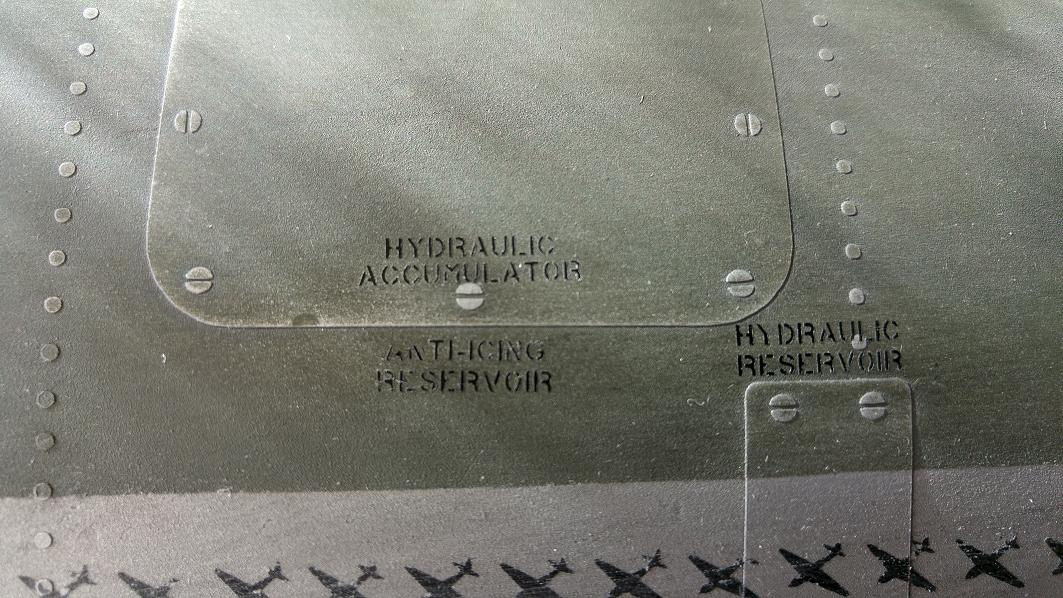 HYDRAULIC
ACCUMULATOR
ANTI-ICING
RESERVOIR
HYDRAULIC
RESERVOIR